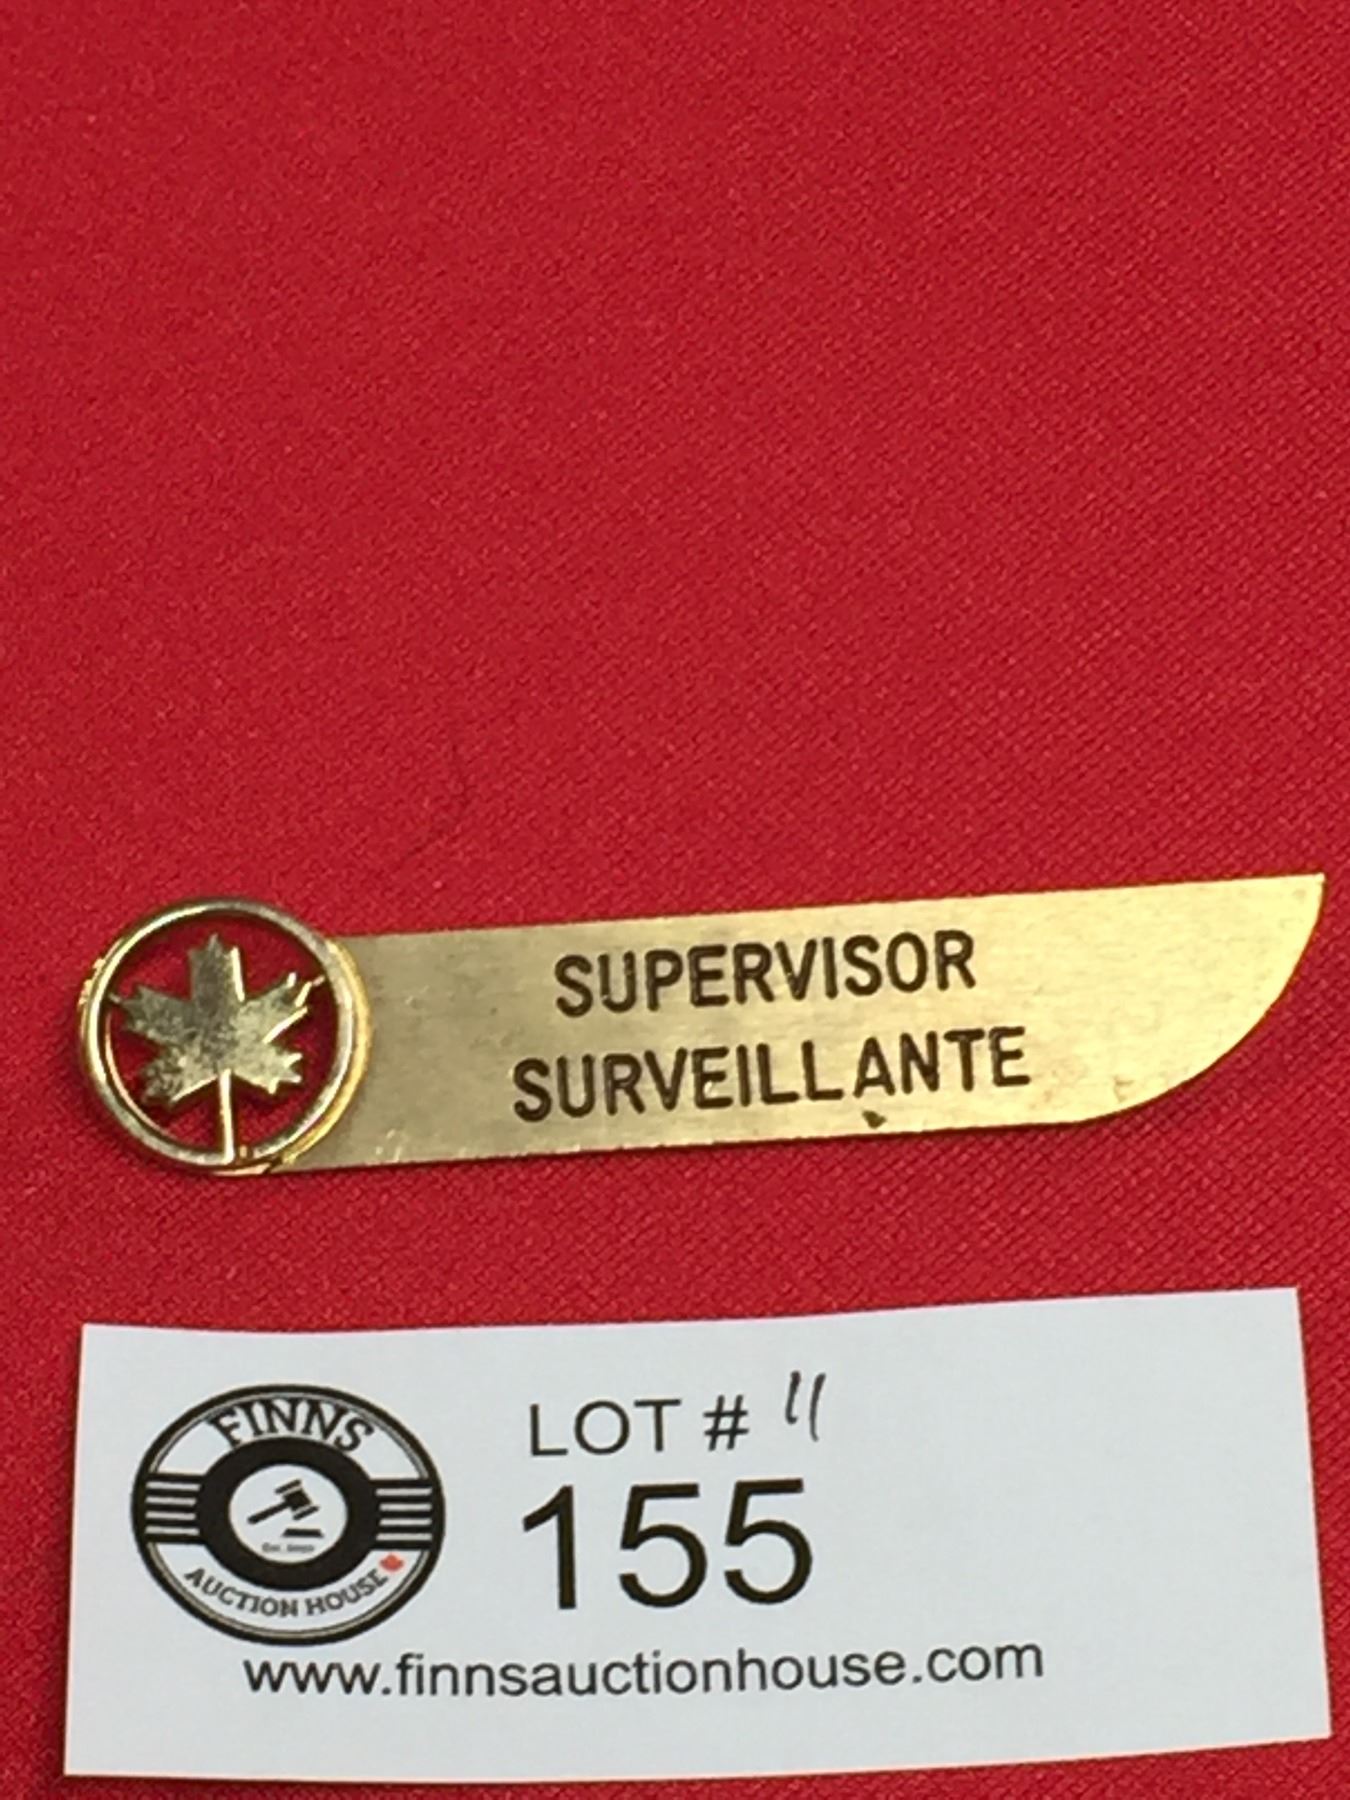 SUPERVISOR
SURVEILLANTE
FINNS
AUCTION HOUSE
LOT # 11
155
www.finnsauctionhouse.com